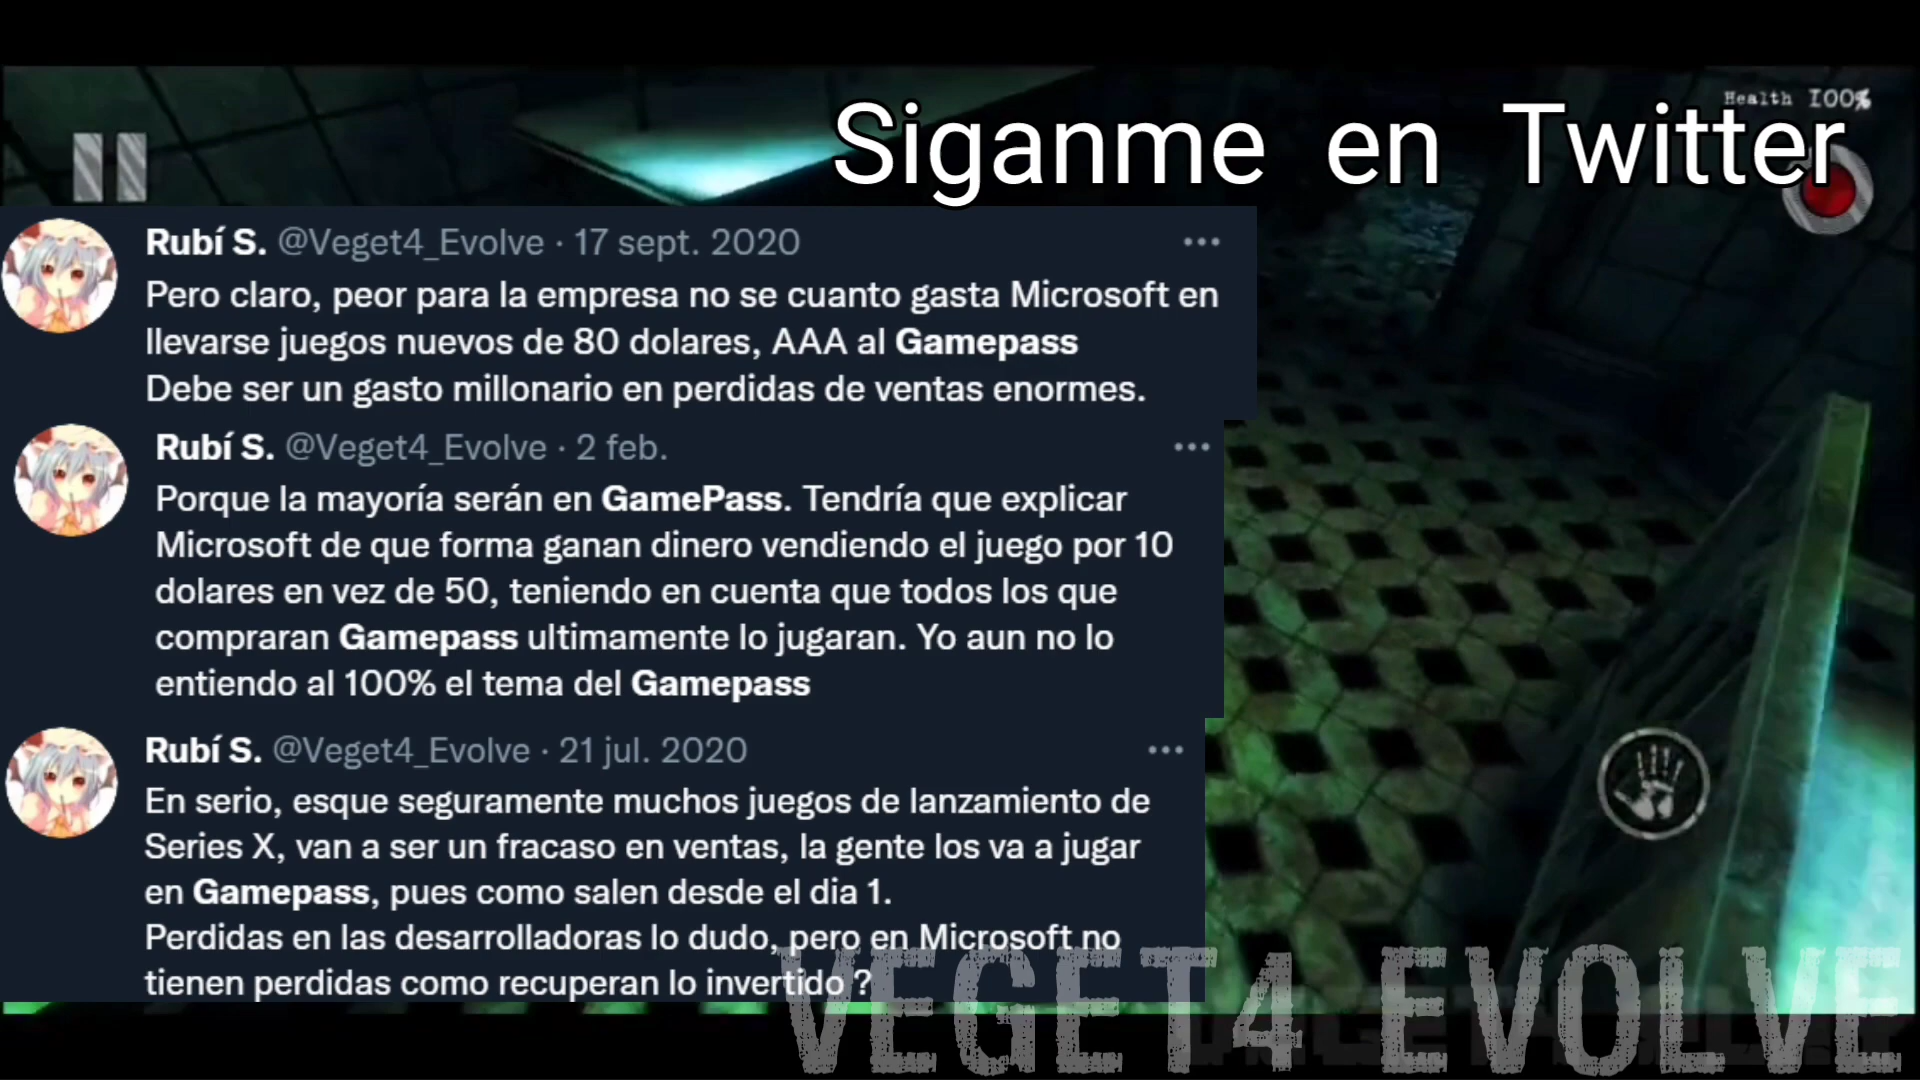 Health 100%
Siganme en Twitter
Rubí S. @Veget4_Evolve · 17 sept. 2020
Pero claro, peor para la empresa no se cuanto gasta Microsoft en
llevarse juegos nuevos de 80 dolares, AAA al Gamepass
Debe ser un gasto millonario en perdidas de ventas enormes.
Rubí S. @Veget4_Evolve · 2 feb.
Porque la mayoría serán en GamePass. Tendría que explicar
Microsoft de que forma ganan dinero vendiendo el juego por 10
dolares en vez de 50, teniendo en cuenta que todos los que
compraran Gamepass ultimamente lo jugaran. Yo aun no lo
entiendo al 100% el tema del Gamepass
Rubí S. @Veget4_Evolve · 21 jul. 2020
En serio, esque seguramente muchos juegos de lanzamiento de
Series X, van a ser un fracaso en ventas, la gente los va a jugar
en Gamepass, pues como salen desde el dia 1.
Perdidas en las desarrolladoras lo dudo, pero en Microsoft no
tienen perdidas como recuperan lo invertido ?
VEGET4 EVOLVE